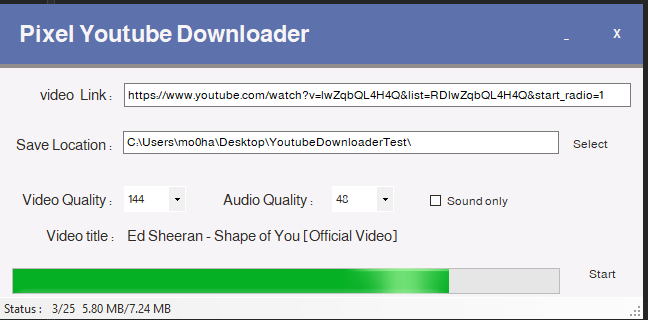 Pixel Youtube Downloader
_ X
video Link : https://www.youtube.com/watch?v=lwZqbQL4H4Q&list=RDlwZqbQL4H4Q&start_radio=1
Save Location : C:\Users\mo0ha\Desktop\YoutubeDownloaderTest\ Select
Video Quality : 144 Audio Quality : 48 Sound only
Video title : Ed Sheeran - Shape of You [Official Video]
Start
Status : 3/25 5.80 MB/7.24 MB